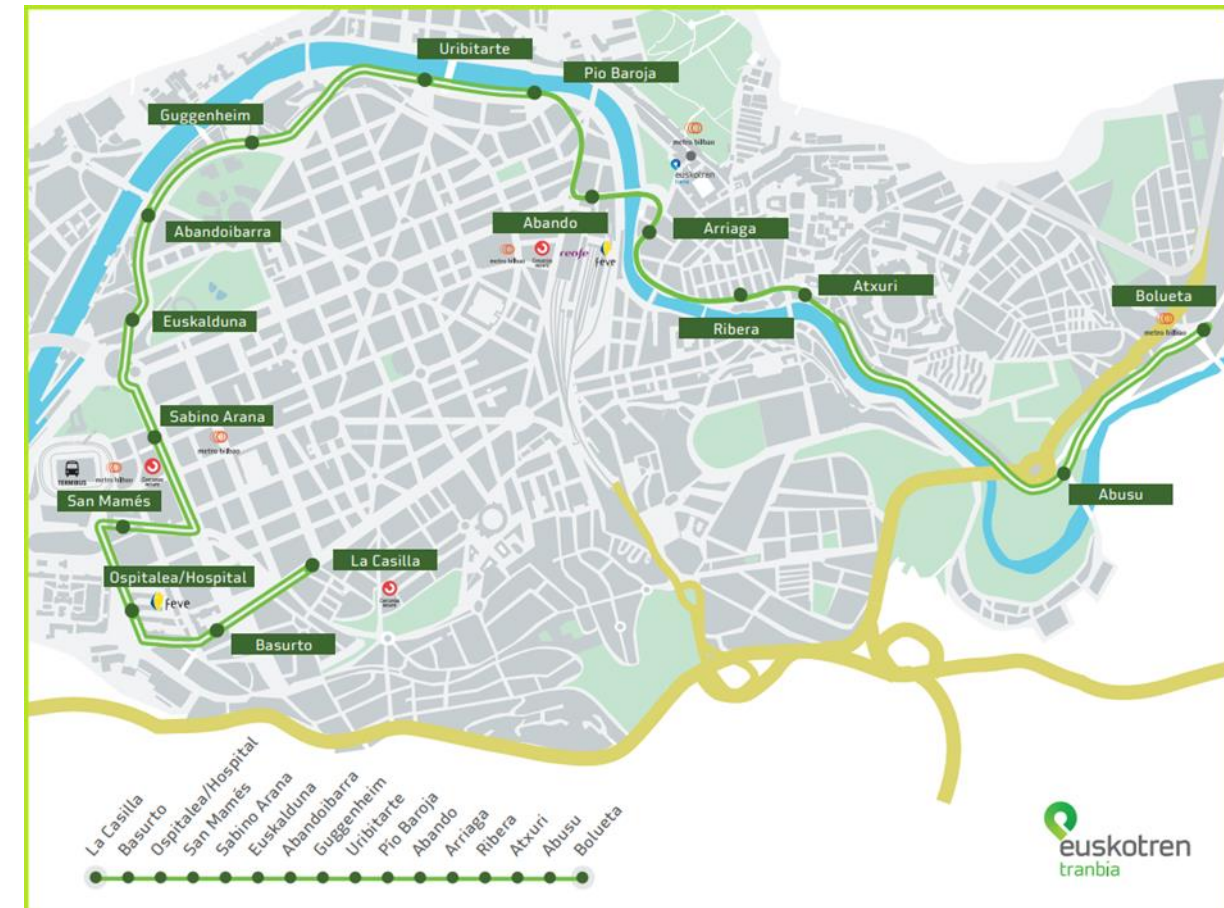 Uribitarte
Pio Baroja
Guggenheim
metro bilbao
euskotren
Abandoibarra
Abando
Arriaga
metro bilbao
renfe
feve
Atxuri
Bolueta
metro bilbao
Euskalduna
Ribera
Sabino Arana
metro bilbao
TERMIBUS
metro bilbao
San Mamés
Abusu
La Casilla
Ospitalea/Hospital
feve
Basurto
La Casilla
Basurto
Ospitalea/Hospital
San Mamés
Sabino Arana
Euskalduna
Abandoibarra
Guggenheim
Uribitarte
Pio Baroja
Abando
Arriaga
Ribera
Atxuri
Abusu
Bolueta
euskotren
tranbia